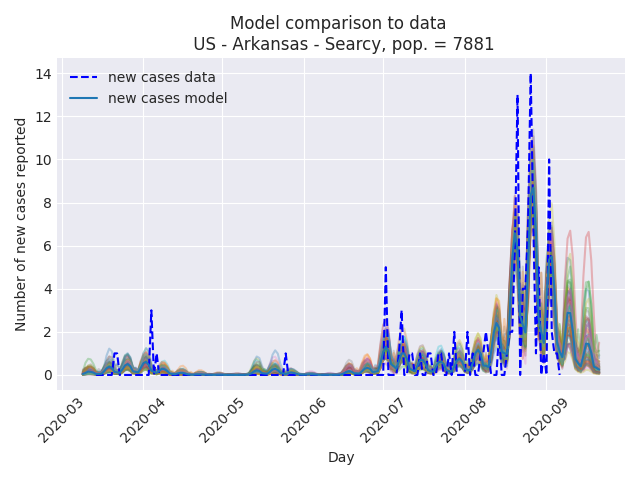 Model comparison to data
US - Arkansas - Searcy, pop. = 7881
new cases data
new cases model
Number of new cases reported
14
12
10
8
6
4
2
0
2020-03
2020-04
2020-05
2020-06
2020-07
2020-08
2020-09
Day